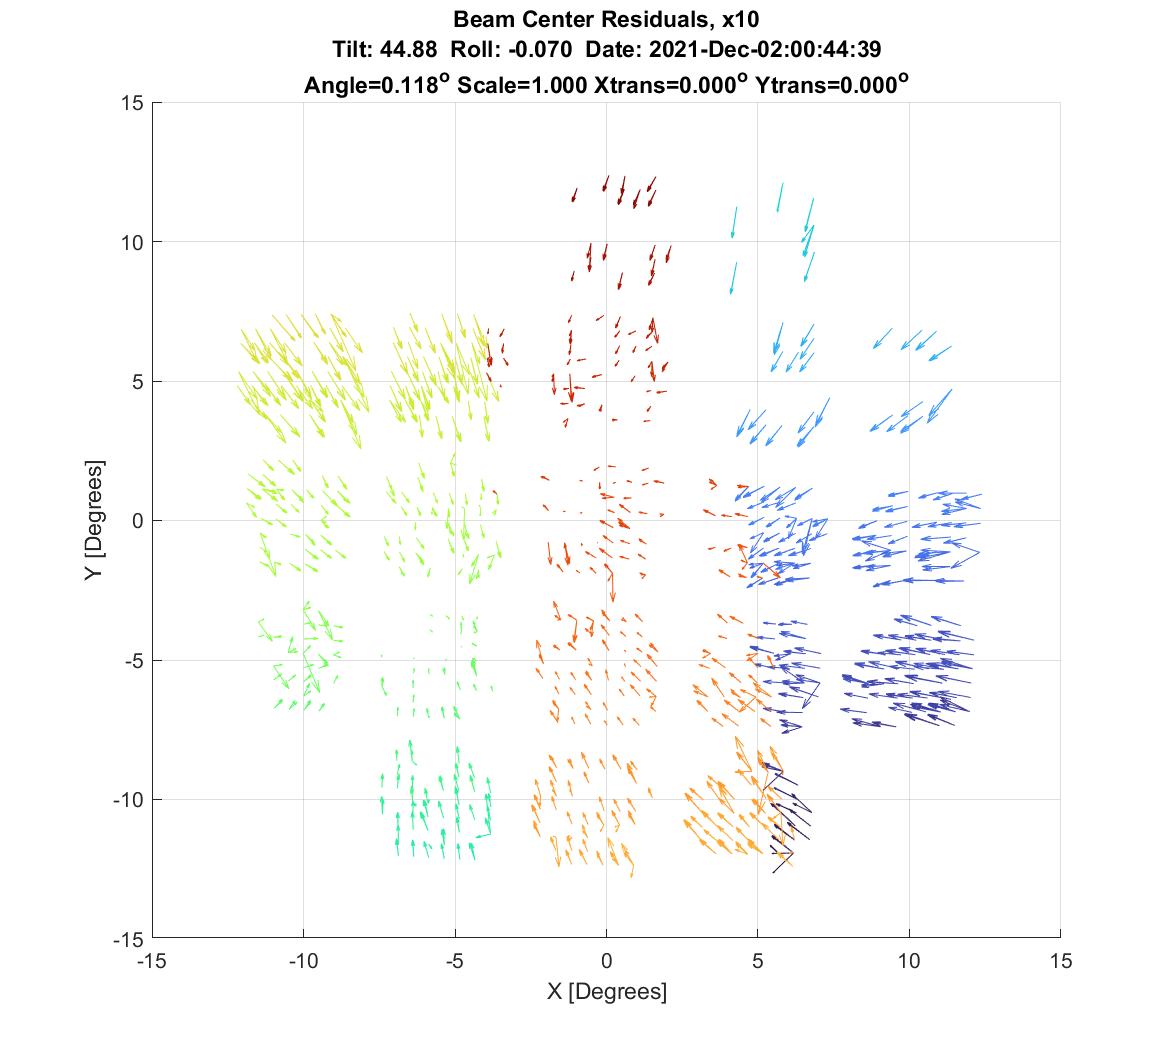 Beam Center Residuals, x10
Tilt: 44.88  Roll: -0.070  Date: 2021-Dec-02:00:44:39
Angle=0.118° Scale=1.000 Xtrans=0.000° Ytrans=0.000°
15
10
5
0
-5
-10
-15
Y [Degrees]
-15 -10 -5 0 5 10 15
X [Degrees]